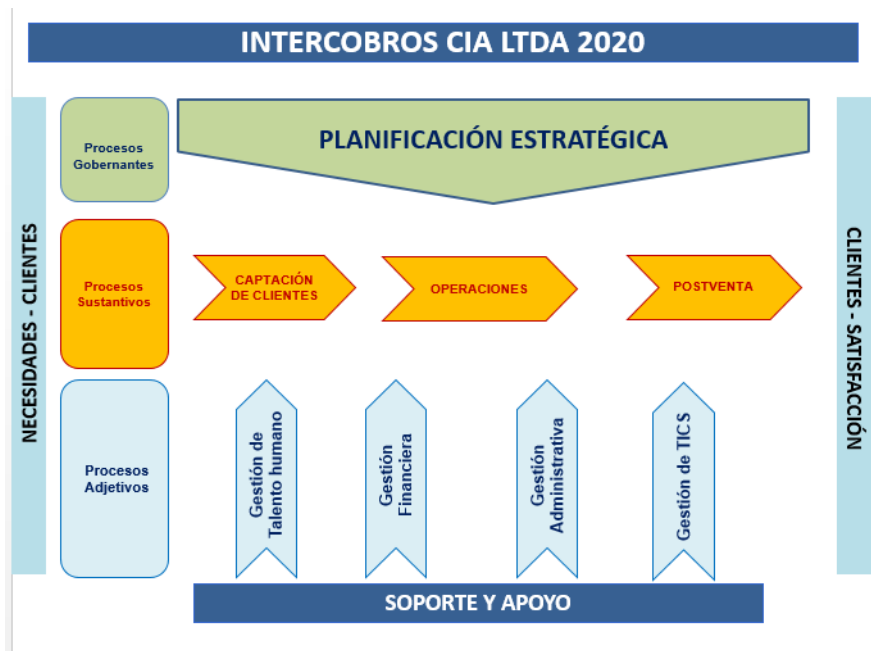 INTERCOBROS CIA LTDA 2020
NECESIDADES - CLIENTES
Procesos
Gobernantes
PLANIFICACIÓN ESTRATÉGICA
Procesos
Sustantivos
CAPTACIÓN
DE CLIENTES
OPERACIONES
POSTVENTA
Procesos
Adjetivos
Gestión de
Talento humano
Gestión
Financiera
Gestión
Administrativa
Gestión de TICS
SOPORTE Y APOYO
CLIENTES - SATISFACCIÓN